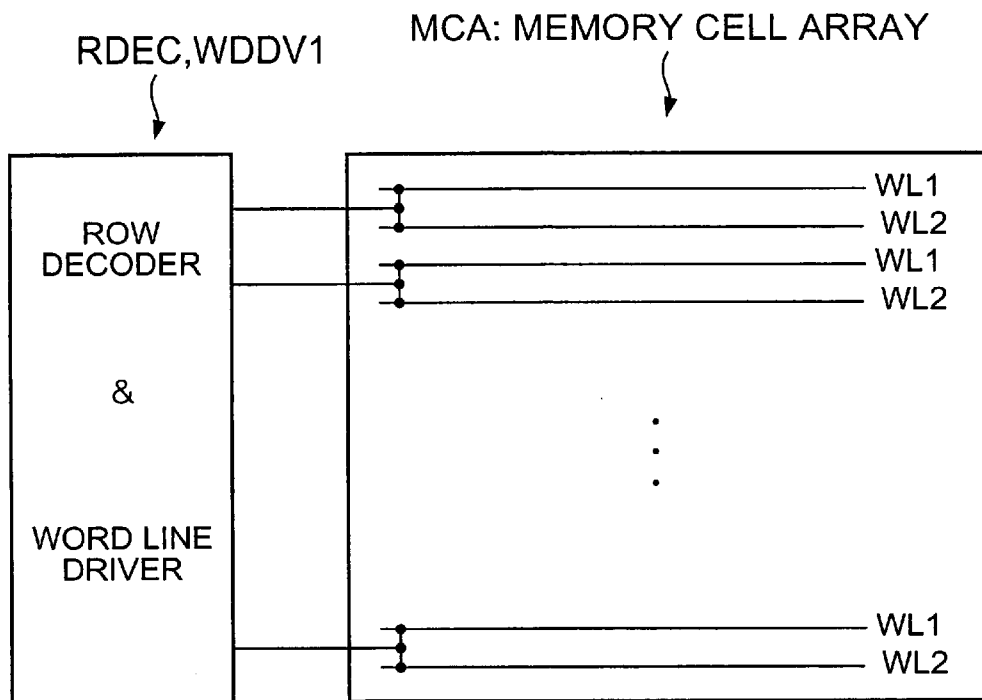 RDEC,WDDV1
MCA: MEMORY CELL ARRAY
ROW
DECODER
&
WORD LINE
DRIVER
WL1
WL2
WL1
WL2
WL1
WL2